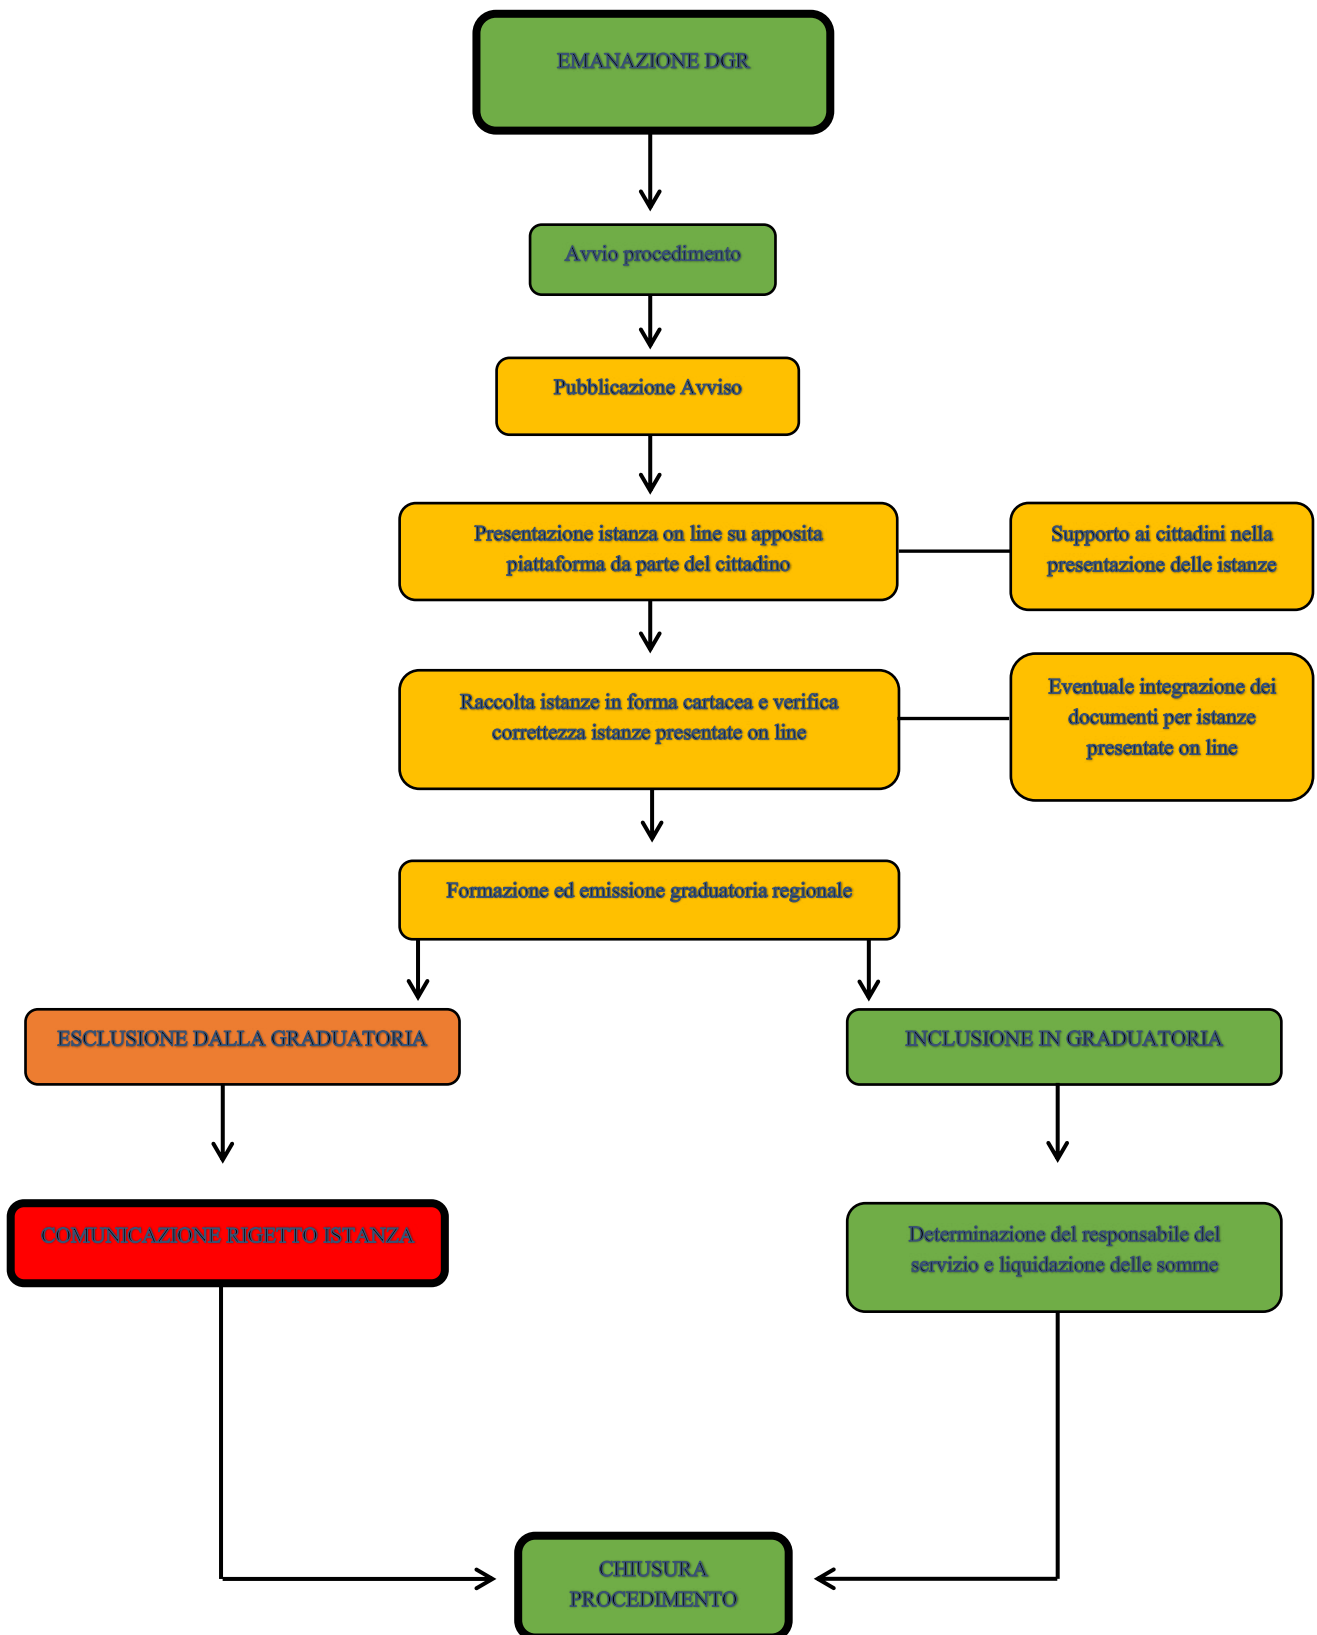 EMANAZIONE DGR
Avvio procedimento
Pubblicazione Avviso
Presentazione istanza on line su apposita
piattaforma da parte del cittadino
Supporto ai cittadini nella
presentazione delle istanze
Raccolta istanze in forma cartacea e verifica
correttezza istanze presentate on line
Eventuale integrazione dei
documenti per istanze
presentate on line
Formazione ed emissione graduatoria regionale
ESCLUSIONE DALLA GRADUATORIA
INCLUSIONE IN GRADUATORIA
COMUNICAZIONE RIGETTO ISTANZA
Determinazione del responsabile del
servizio e liquidazione delle somme
CHIUSURA
PROCEDIMENTO